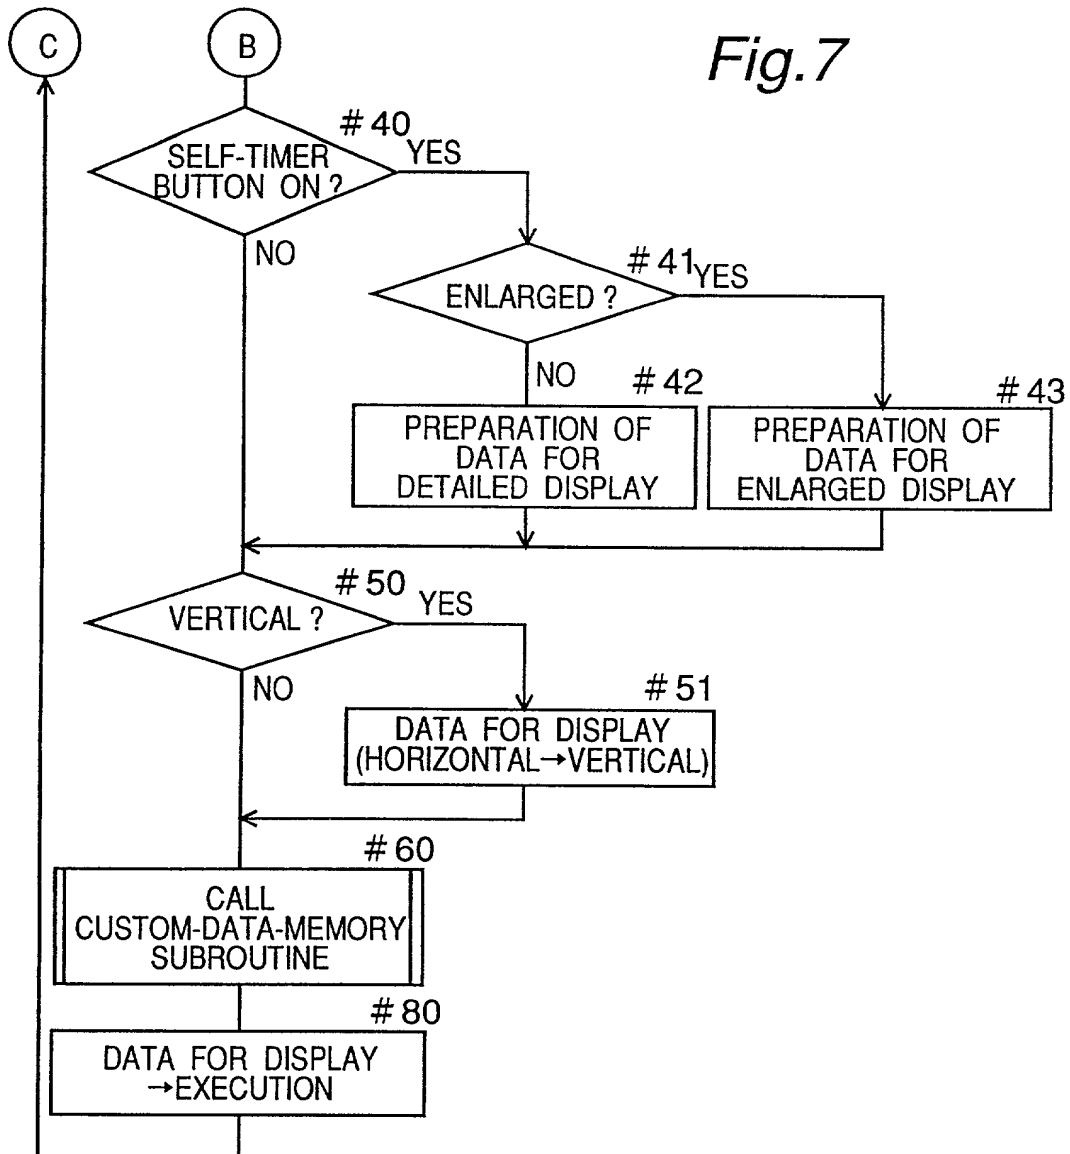 C
B
Fig.7
# 40
SELF-TIMER
BUTTON ON ?
YES
NO
# 41
YES
ENLARGED ?
NO
# 42
# 43
PREPARATION OF
DATA FOR
DETAILED DISPLAY
PREPARATION OF
DATA FOR
ENLARGED DISPLAY
# 50
YES
VERTICAL ?
NO
# 51
DATA FOR DISPLAY
(HORIZONTAL→VERTICAL)
# 60
CALL
CUSTOM-DATA-MEMORY
SUBROUTINE
# 80
DATA FOR DISPLAY
→EXECUTION